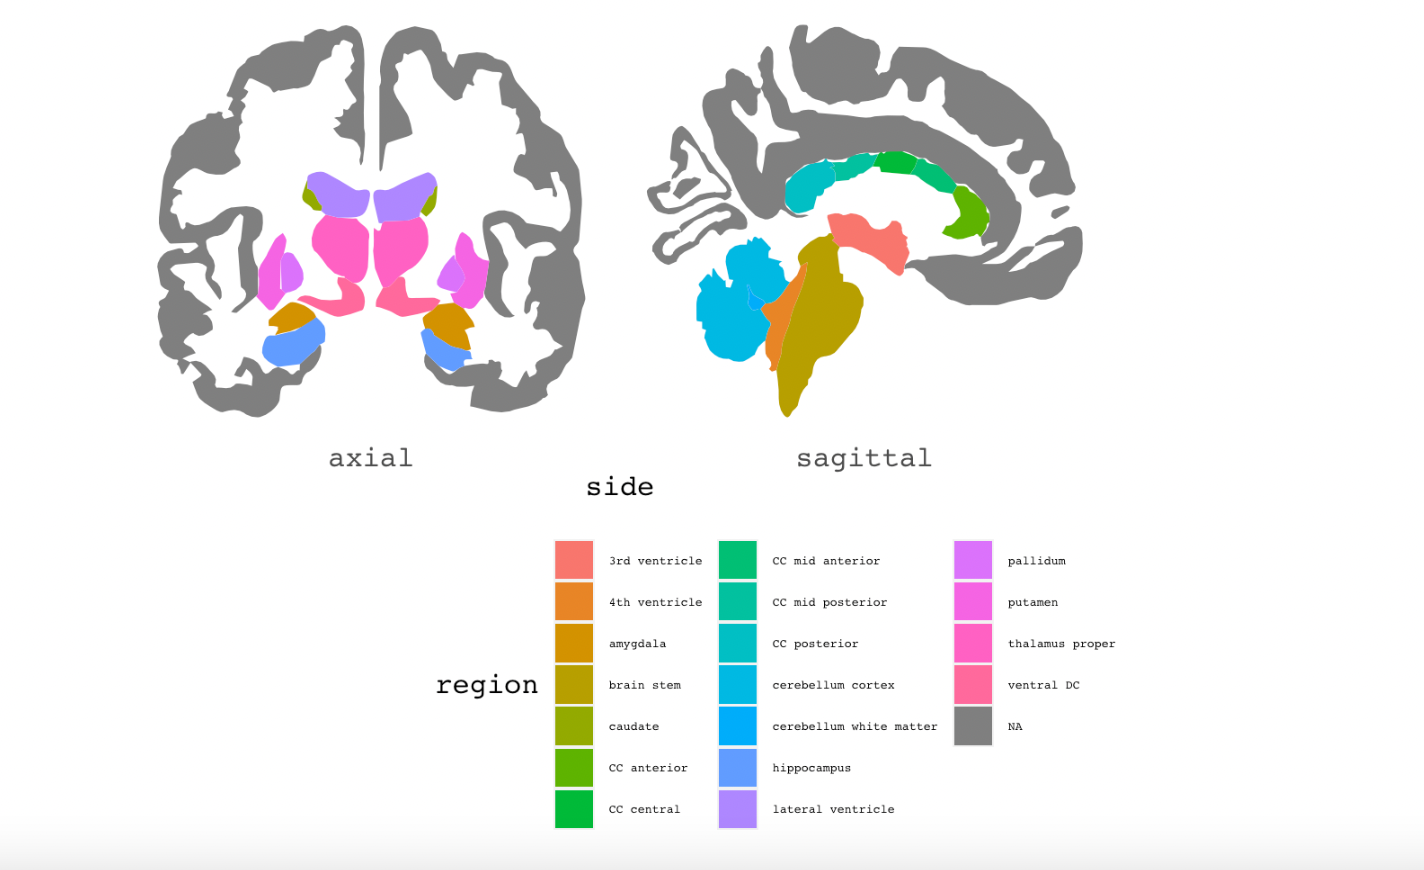 axial
sagittal
side
region
3rd ventricle
4th ventricle
amygdala
brain stem
caudate
CC anterior
CC central
CC mid anterior
CC mid posterior
CC posterior
cerebellum cortex
cerebellum white matter
hippocampus
lateral ventricle
pallidum
putamen
thalamus proper
ventral DC
NA